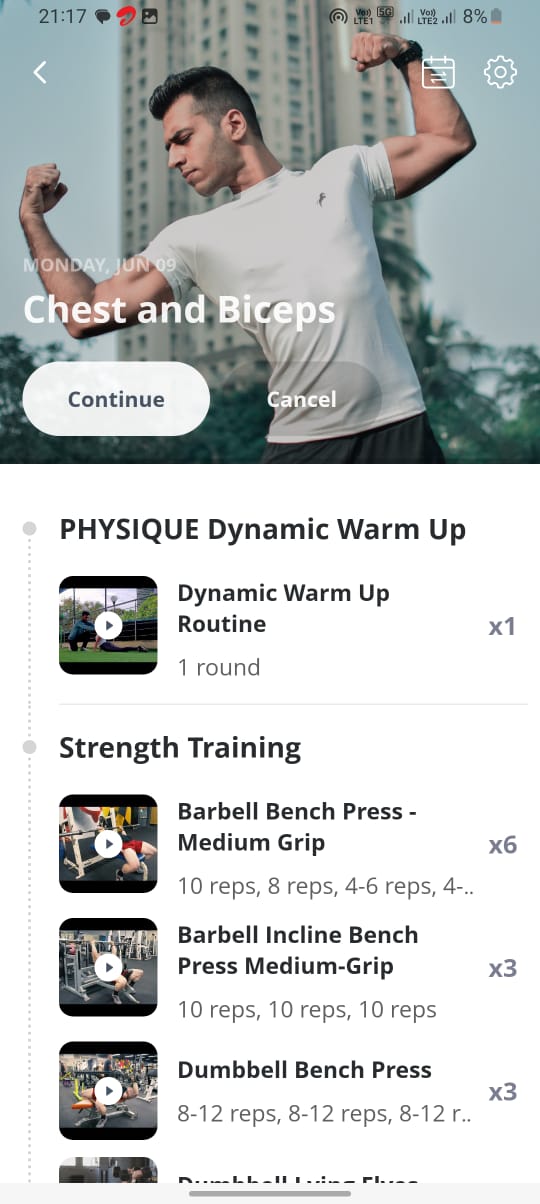 21:17
Vo)) LTE1 5G Vo)) LTE2 8%
MONDAY, JUN 09
Chest and Biceps
Continue Cancel
PHYSIQUE Dynamic Warm Up
Dynamic Warm Up
Routine
x1
1 round
Strength Training
Barbell Bench Press -
Medium Grip
x6
10 reps, 8 reps, 4-6 reps, 4-..
Barbell Incline Bench
Press Medium-Grip
x3
10 reps, 10 reps, 10 reps
Dumbbell Bench Press
x3
8-12 reps, 8-12 reps, 8-12 r..
Dumbbell Lying Flyes